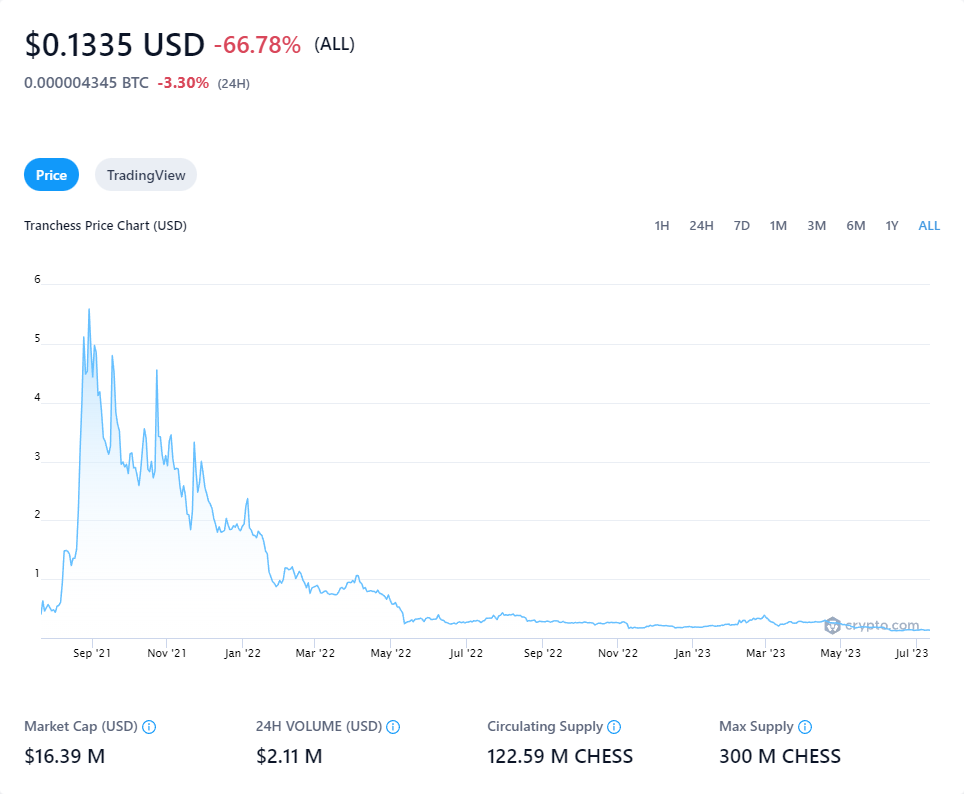 $0.1335 USD -66.78% (ALL)
0.000004345 BTC -3.30% (24H)
Price TradingView
Tranchess Price Chart (USD) 1H 24H 7D 1M 3M 6M 1Y ALL
6
5
4
3
2
1
crypto.com
Sep '21 Nov '21 Jan '22 Mar '22 May '22 Jul '22 Sep '22 Nov '22 Jan '23 Mar '23 May '23 Jul '23
Market Cap (USD) 24H VOLUME (USD) Circulating Supply Max Supply
$16.39 M $2.11 M 122.59 M CHESS 300 M CHESS